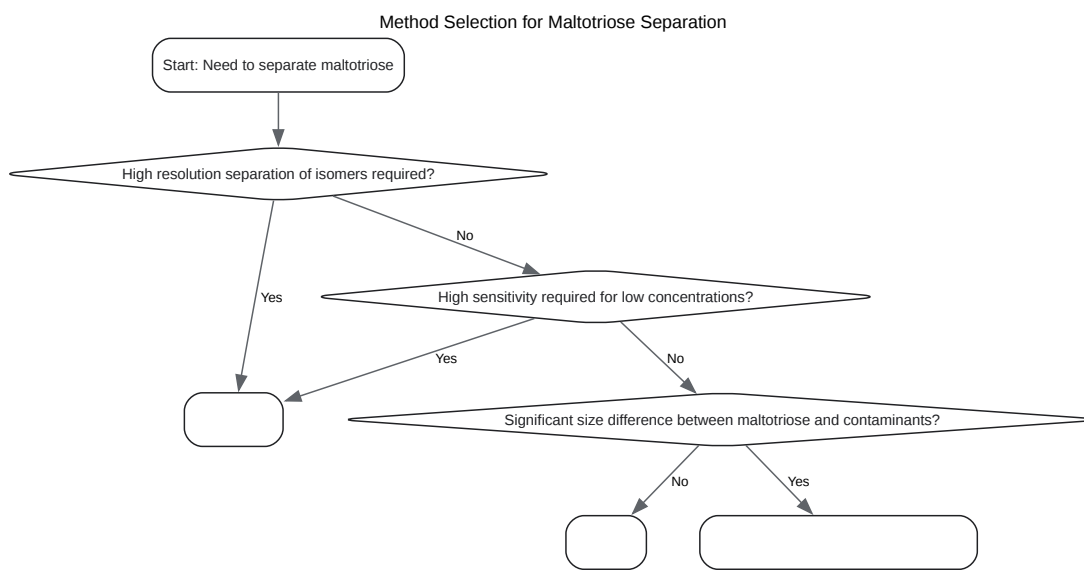 Method Selection for Maltotriose Separation
Start: Need to separate maltotriose
High resolution separation of isomers required?
No
Yes
High sensitivity required for low concentrations?
Yes
No
Significant size difference between maltotriose and contaminants?
No
Yes